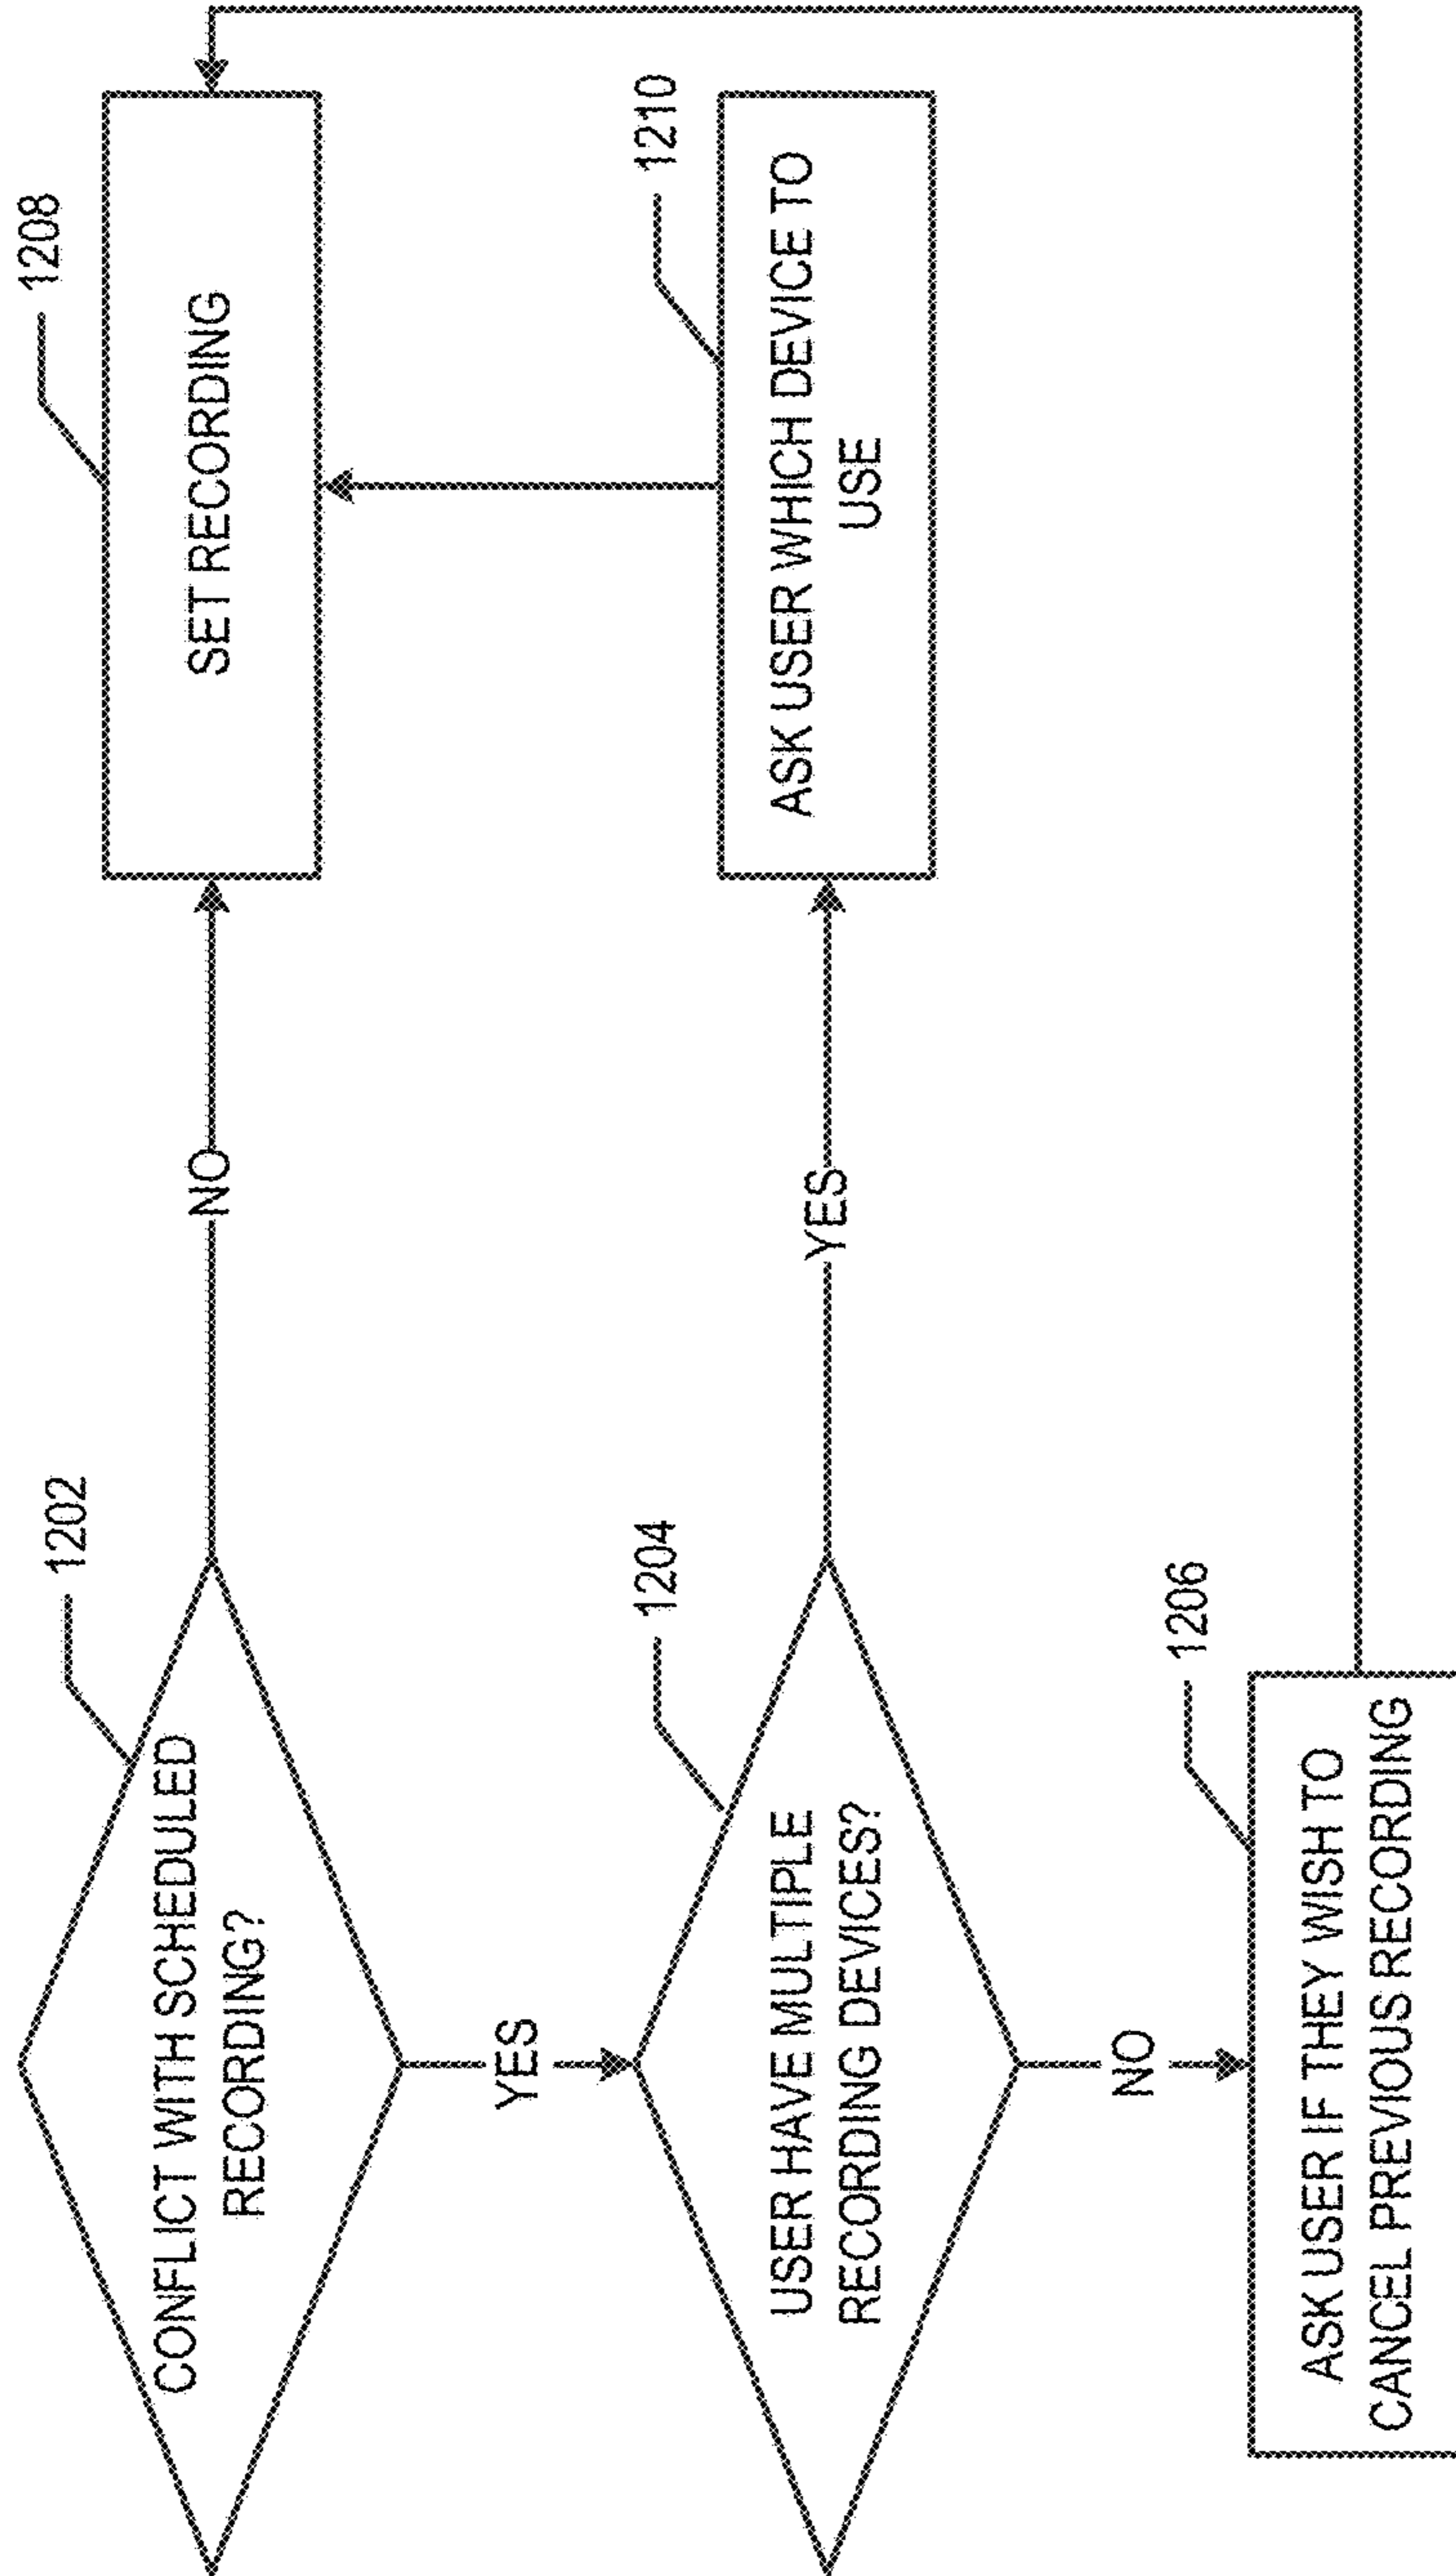 1202
CONFLICT WITH SCHEDULED
RECORDING?
NO
1208
SET RECORDING
YES
1204
USER HAVE MULTIPLE
RECORDING DEVICES?
YES
1210
ASK USER WHICH DEVICE TO
USE
NO
1206
ASK USER IF THEY WISH TO
CANCEL PREVIOUS RECORDING